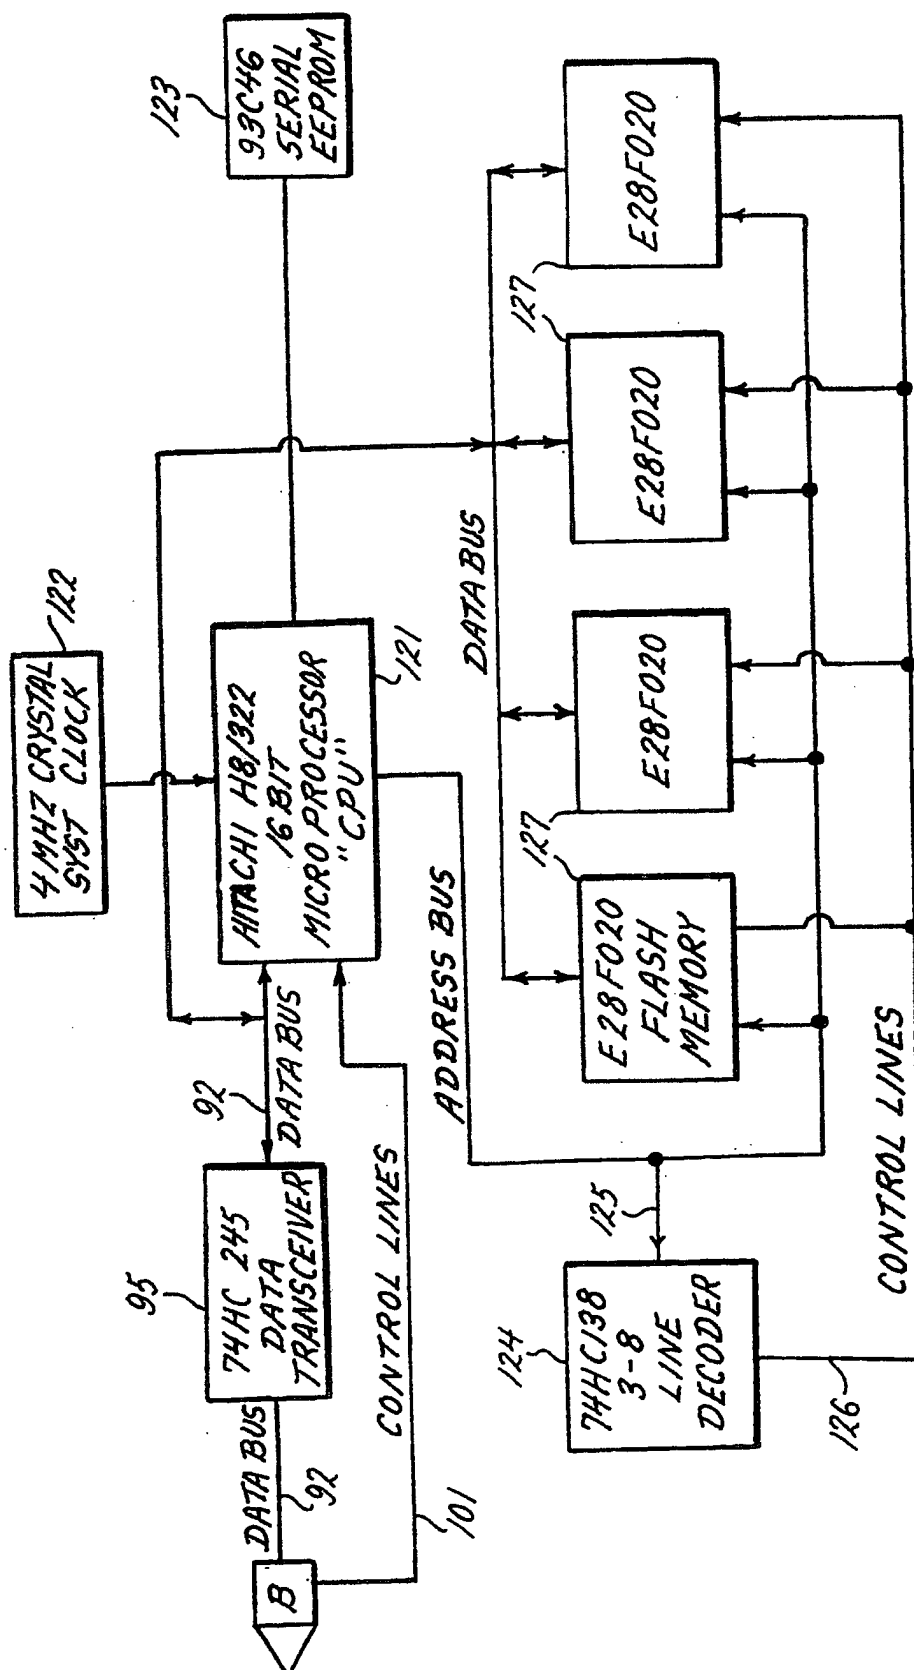 4 MHZ CRYSTAL
SYST CLOCK
122
93C46
SERIAL
EEPROM
123
B
DATA BUS
92
74HC 245
DATA
TRANSCEIVER
95
92
DATA BUS
HITACHI H8/322
16 BIT
MICRO PROCESSOR
"CPU"
121
CONTROL LINES
101
ADDRESS BUS
DATA BUS
E28F020
FLASH
MEMORY
127
E28F020
127
E28F020
127
E28F020
125
74HC138
3-8
LINE
DECODER
124
126
CONTROL LINES